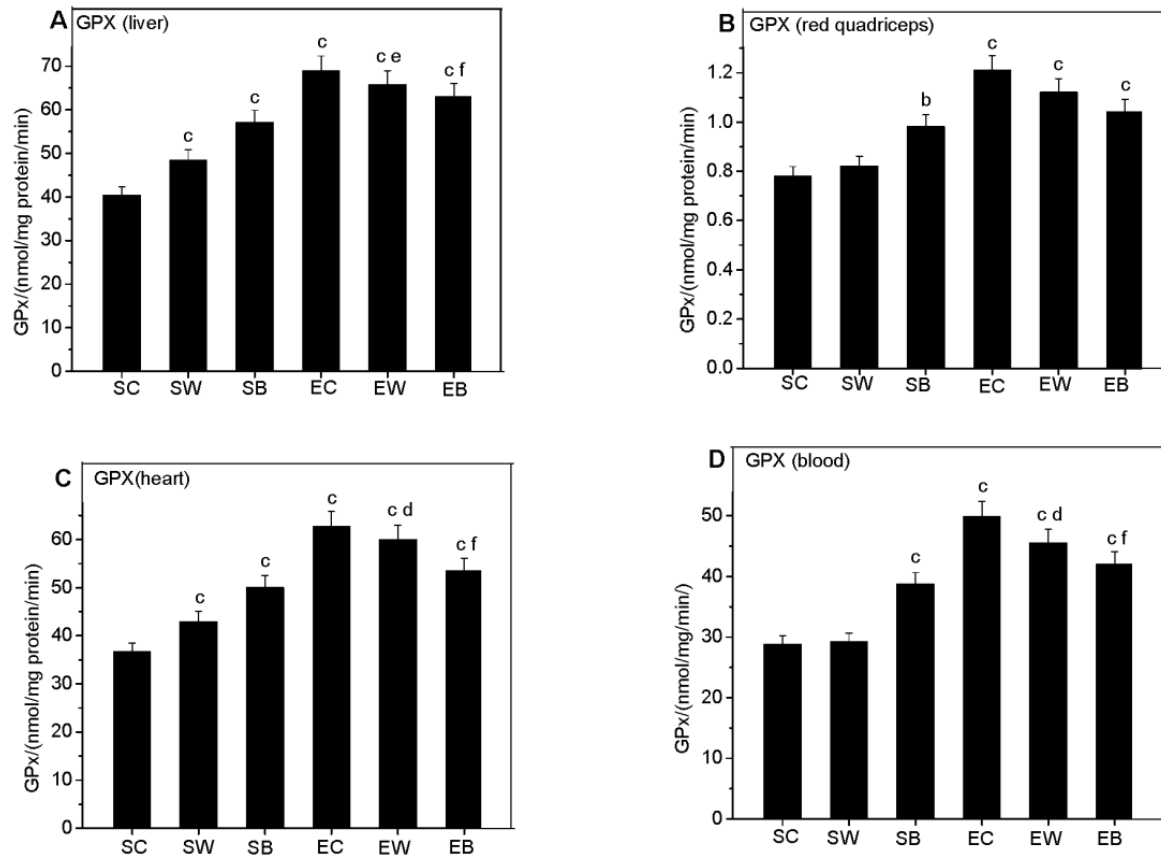 A GPX (liver)
GPx/(nmol/mg protein/min)
70
60
50
40
30
20
10
0
c
c
c
c e
c f
SC SW SB EC EW EB
B GPX (red quadriceps)
GPx/(nmol/mg protein/min)
1.2
1.0
0.8
0.6
0.4
0.2
0.0
b
c
c
c
SC SW SB EC EW EB
C GPX(heart)
GPx/(nmol/mg protein/min)
60
50
40
30
20
10
0
c
c
c
c d
c f
SC SW SB EC EW EB
D GPX (blood)
GPx/(nmol/mg/min/)
50
40
30
20
10
0
c
c
c d
c f
SC SW SB EC EW EB